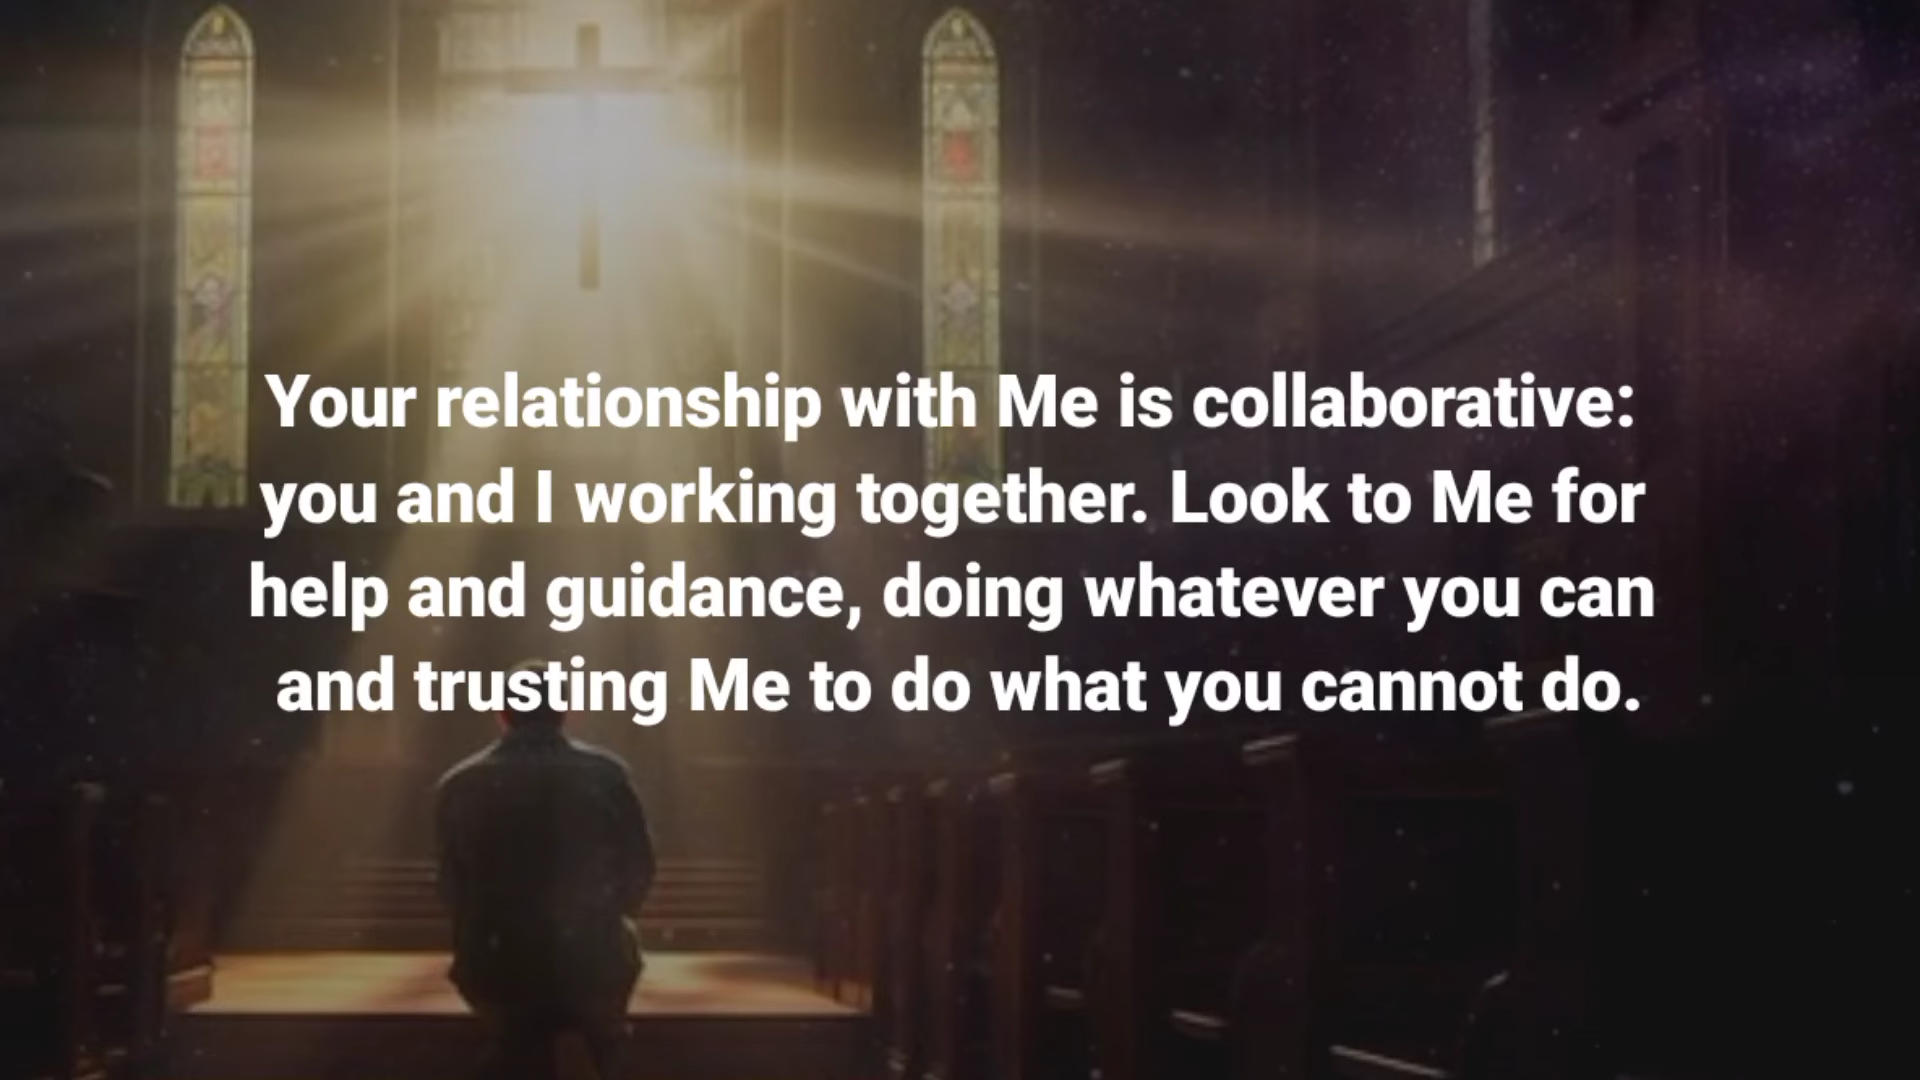 Your relationship with Me is collaborative:
you and I working together. Look to Me for
help and guidance, doing whatever you can
and trusting Me to do what you cannot do.